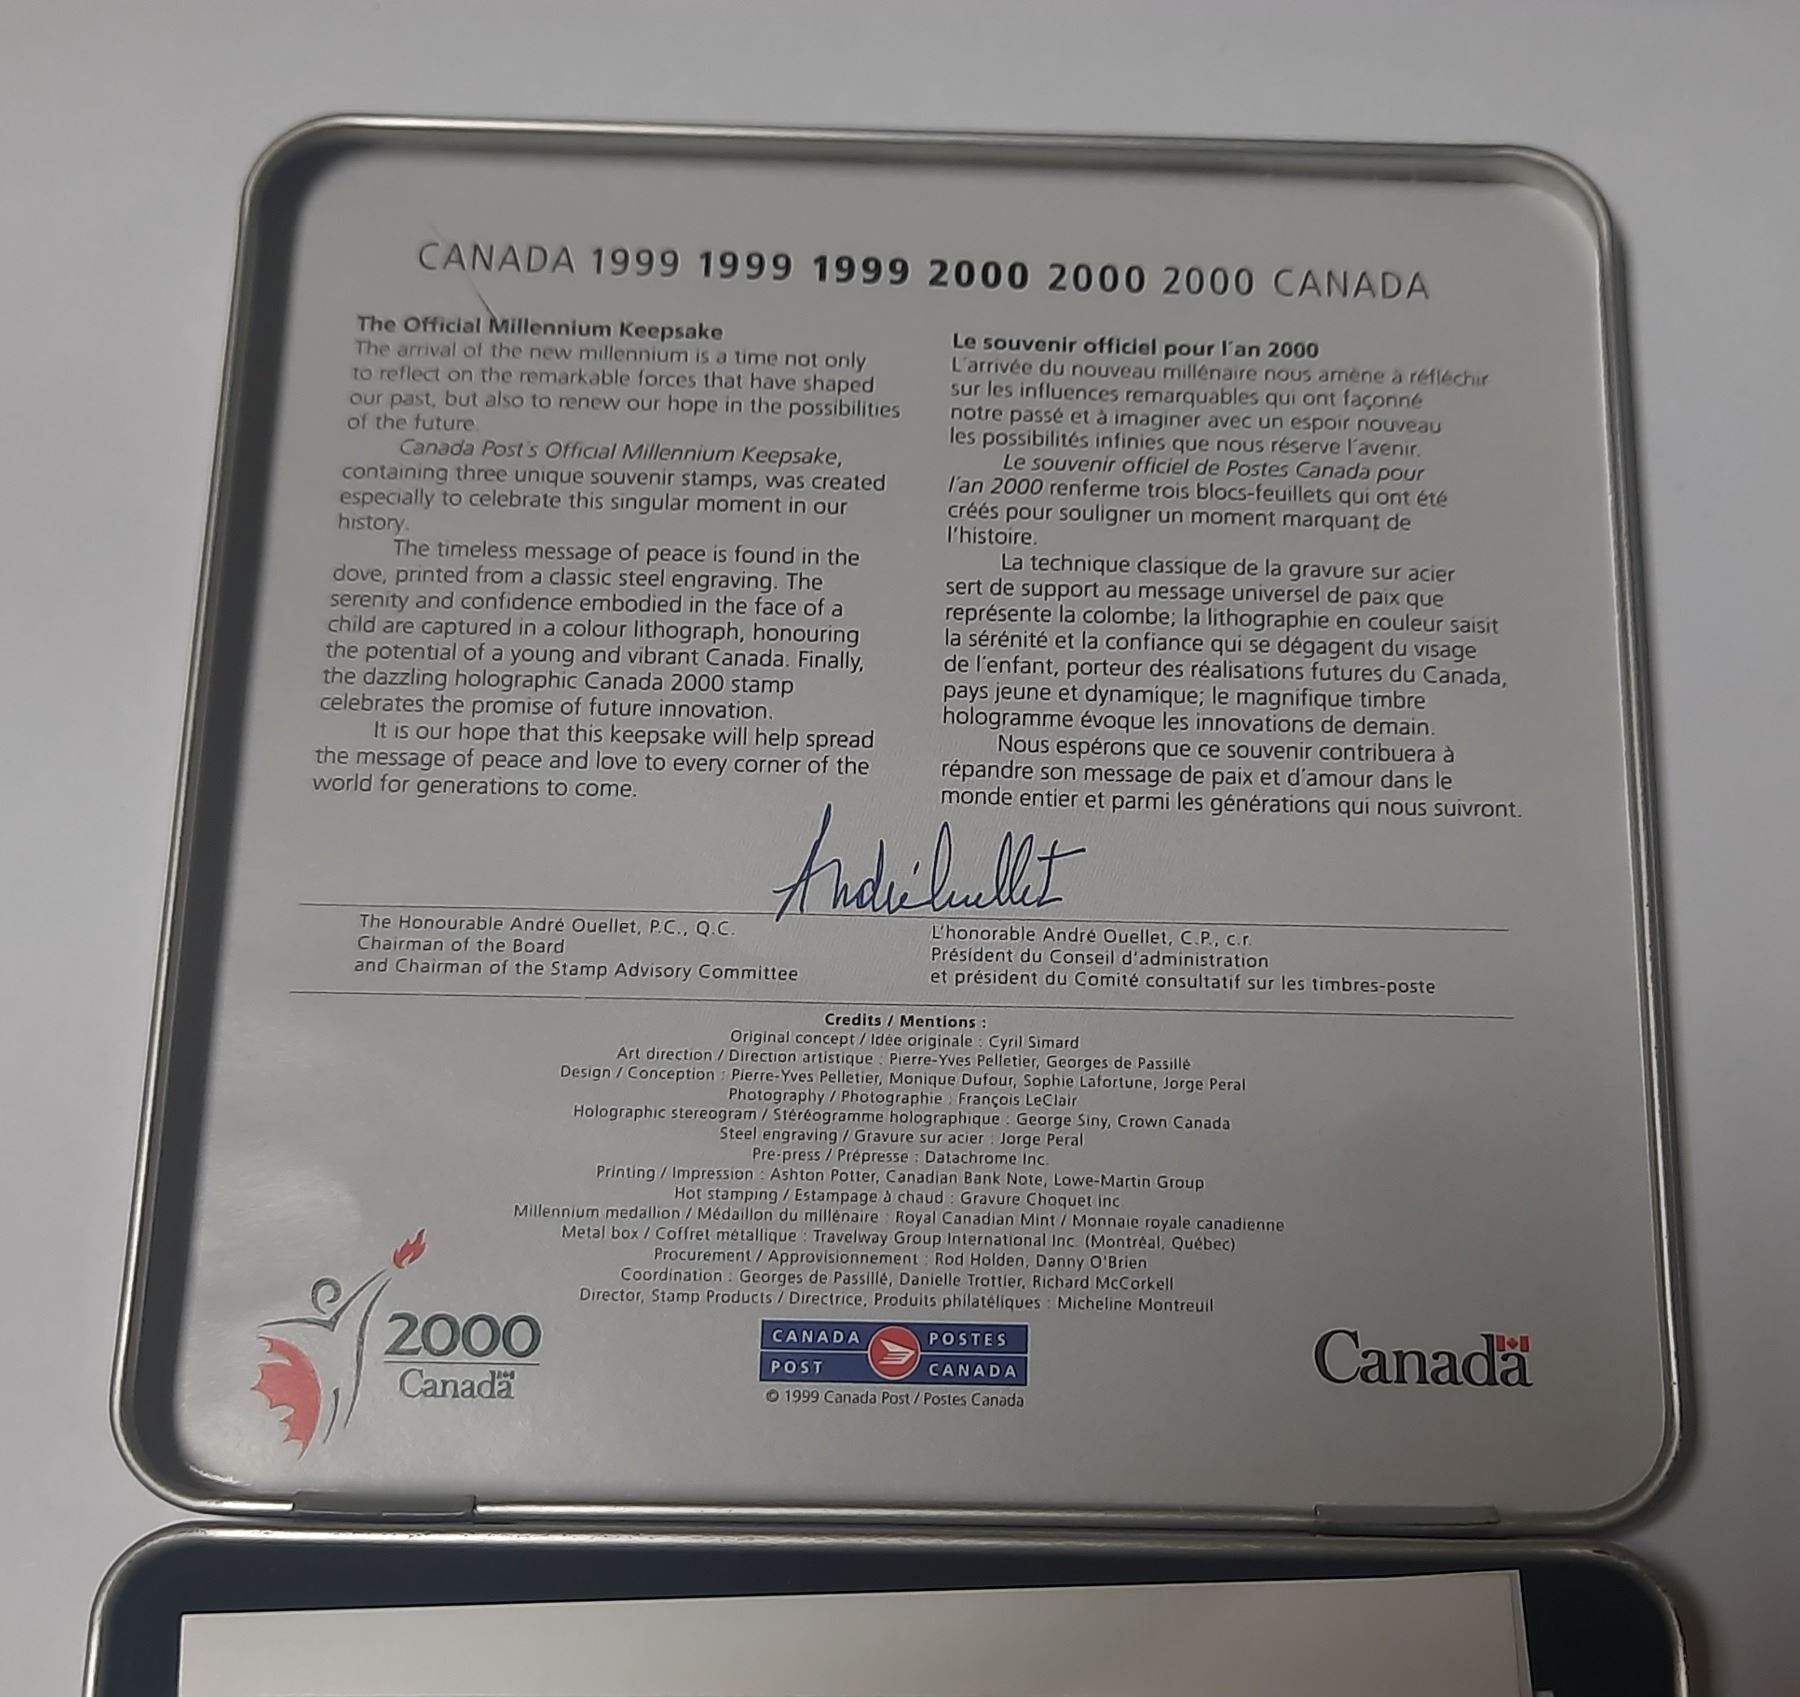 CANADA 1999 1999 1999 2000 2000 2000 CANADA
The Official Millennium Keepsake
The arrival of the new millennium is a time not only
to reflect on the remarkable forces that have shaped
our past, but also to renew our hope in the possibilities
of the future.
Canada Post's Official Millennium Keepsake,
containing three unique souvenir stamps, was created
especially to celebrate this singular moment in our
history.
The timeless message of peace is found in the
dove, printed from a classic steel engraving. The
serenity and confidence embodied in the face of a
child are captured in a colour lithograph, honouring
the potential of a young and vibrant Canada. Finally,
the dazzling holographic Canada 2000 stamp
celebrates the promise of future innovation.
It is our hope that this keepsake will help spread
the message of peace and love to every corner of the
world for generations to come.
Le souvenir officiel pour l'an 2000
L'arrivée du nouveau millénaire nous amène à réfléchir
sur les influences remarquables qui ont façonné
notre passé et à imaginer avec un espoir nouveau
les possibilités infinies que nous réserve l'avenir.
Le souvenir officiel de Postes Canada pour
l'an 2000 renferme trois blocs-feuillets qui ont été
créés pour souligner un moment marquant de
l'histoire.
La technique classique de la gravure sur acier
sert de support au message universel de paix que
représente la colombe; la lithographie en couleur saisit
la sérénité et la confiance qui se dégagent du visage
de l'enfant, porteur des réalisations futures du Canada,
pays jeune et dynamique; le magnifique timbre
hologramme évoque les innovations de demain.
Nous espérons que ce souvenir contribuera à
répandre son message de paix et d'amour dans le
monde entier et parmi les générations qui nous suivront.
André Ouellet
The Honourable André Ouellet, P.C., Q.C.
Chairman of the Board
and Chairman of the Stamp Advisory Committee
L'honorable André Ouellet, C.P., c.r.
Président du Conseil d'administration
et président du Comité consultatif sur les timbres-poste
Credits / Mentions :
Original concept / Idée originale : Cyril Simard
Art direction / Direction artistique : Pierre-Yves Pelletier, Georges de Passillé
Design / Conception : Pierre-Yves Pelletier, Monique Dufour, Sophie Lafortune, Jorge Peral
Photography / Photographie : François LeClair
Holographic stereogram / Stéréogramme holographique : George Siny, Crown Canada
Steel engraving / Gravure sur acier : Jorge Peral
Pre-press / Prépresse : Datachrome Inc.
Printing / Impression : Ashton Potter, Canadian Bank Note, Lowe-Martin Group
Hot stamping / Estampage à chaud : Gravure Choquet inc.
Millennium medallion / Médaillon du millénaire : Royal Canadian Mint / Monnaie royale canadienne
Metal box / Coffret métallique : Travelway Group International Inc. (Montréal, Québec)
Procurement / Approvisionnement : Rod Holden, Danny O'Brien
Coordination : Georges de Passillé, Danielle Trottier, Richard McCorkell
Director, Stamp Products / Directrice, Produits philatéliques : Micheline Montreuil
2000
Canada
CANADA POSTES
POST CANADA
© 1999 Canada Post / Postes Canada
Canada